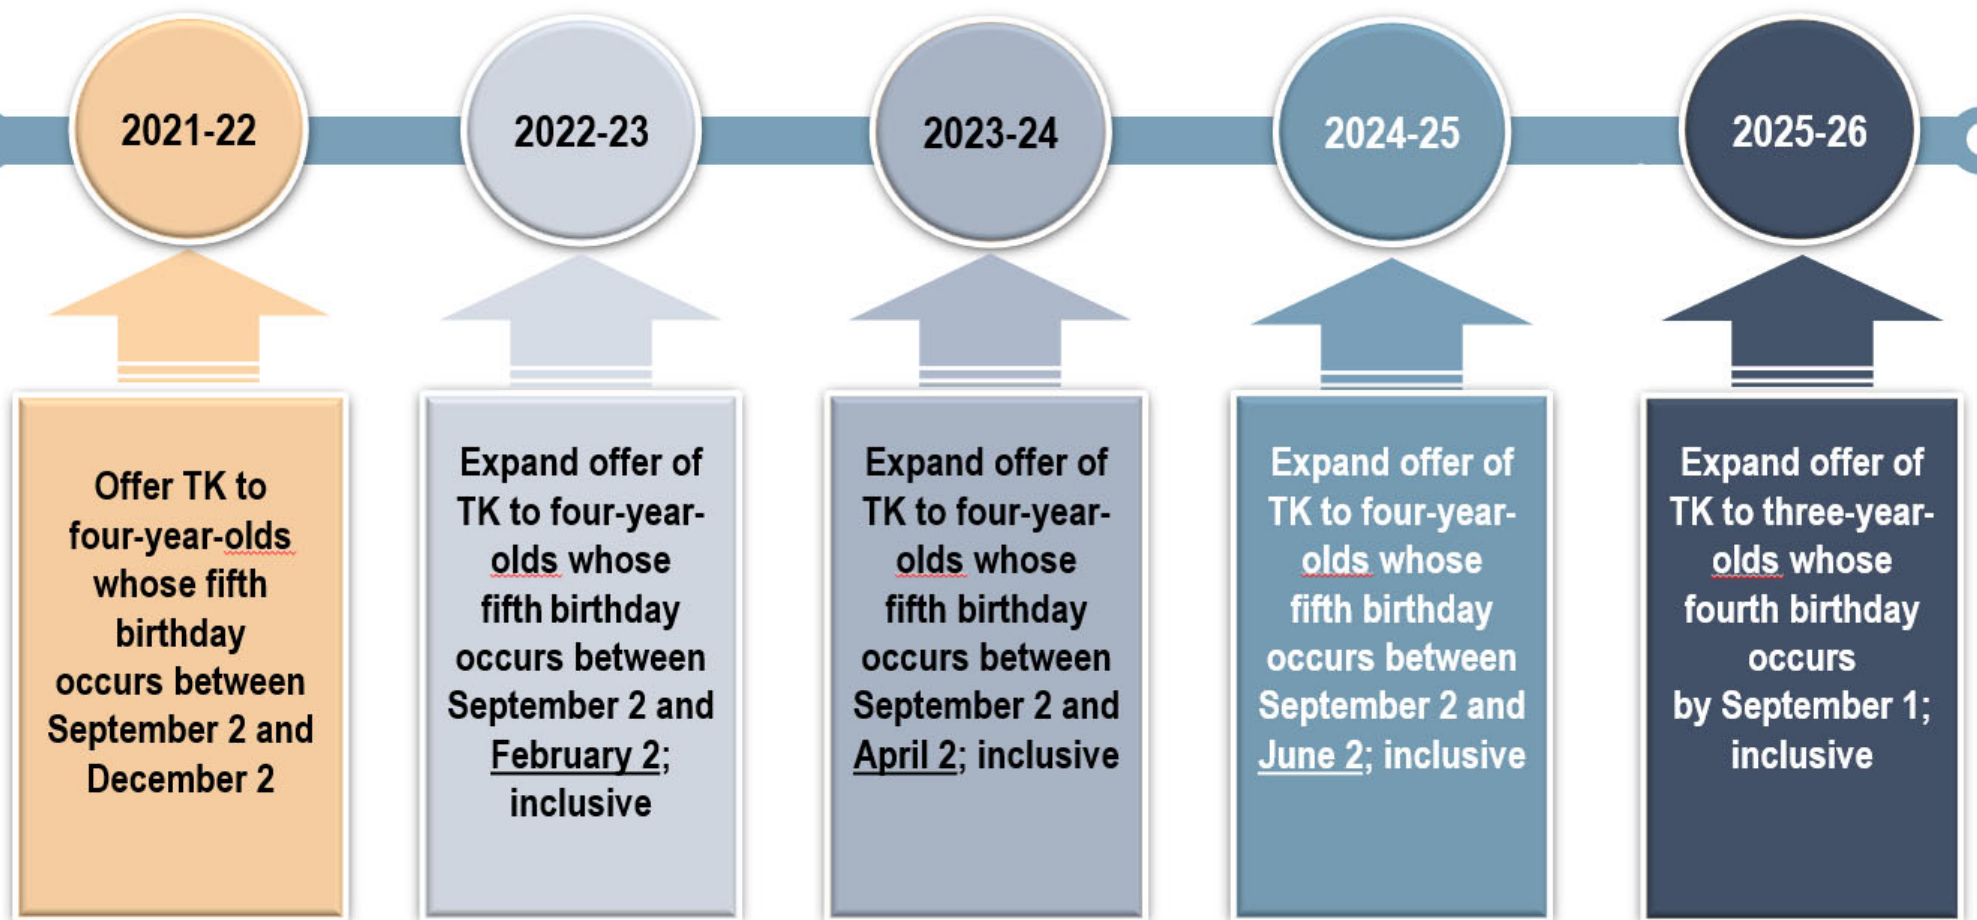 2021-22
2022-23
2023-24
2024-25
2025-26
Offer TK to
four-year-olds
whose fifth
birthday
occurs between
September 2 and
December 2
Expand offer of
TK to four-year-
olds whose
fifth birthday
occurs between
September 2 and
February 2;
inclusive
Expand offer of
TK to four-year-
olds whose
fifth birthday
occurs between
September 2 and
April 2; inclusive
Expand offer of
TK to four-year-
olds whose
fifth birthday
occurs between
September 2 and
June 2; inclusive
Expand offer of
TK to three-year-
olds whose
fourth birthday
occurs
by September 1;
inclusive